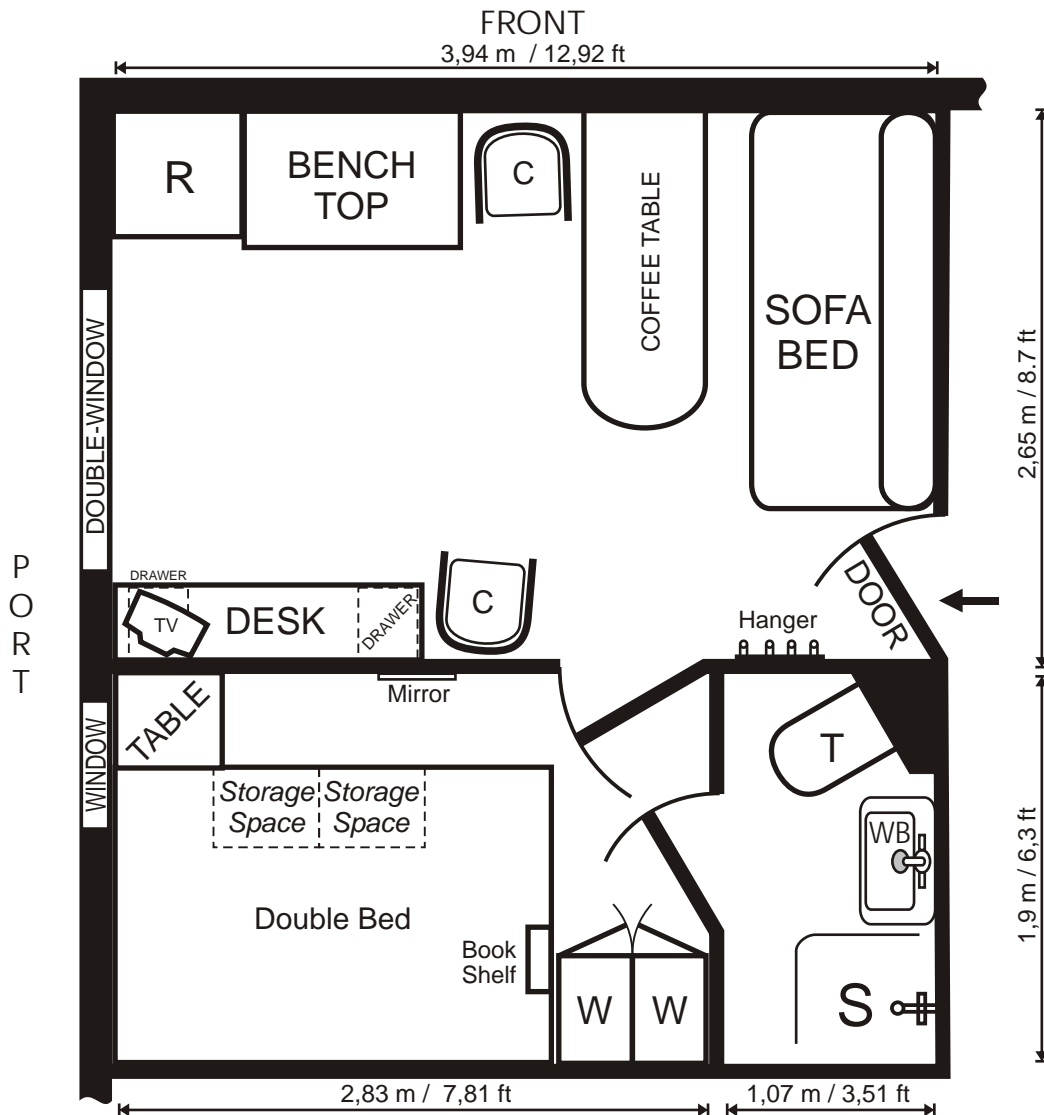 FRONT
3,94 m / 12,92 ft
R
BENCH
TOP
C
COFFEE TABLE
SOFA
BED
2,65 m / 8.7 ft
DOUBLE-WINDOW
P
O
R
T
DRAWER
TV
DESK
DRAWER
C
Hanger
DOOR
Mirror
TABLE
WINDOW
T
Storage
Space
Storage
Space
WB
1,9 m / 6,3 ft
Double Bed
Book
Shelf
W
W
S
2,83 m / 7,81 ft
1,07 m / 3,51 ft